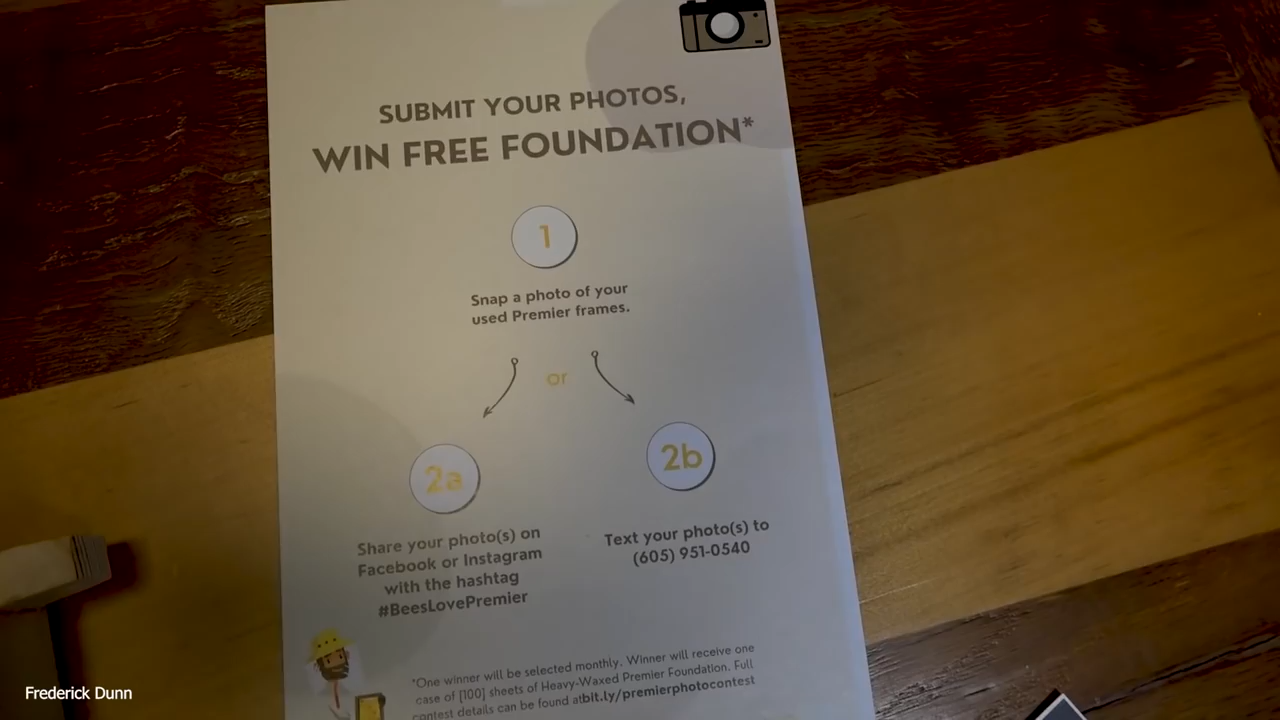 SUBMIT YOUR PHOTOS,
WIN FREE FOUNDATION*
1
Snap a photo of your
used Premier frames.
or
2a
2b
Share your photo(s) on
Facebook or Instagram
with the hashtag
#BeesLovePremier
Text your photo(s) to
(605) 951-0540
*One winner will be selected monthly. Winner will receive one
case of [100] sheets of Heavy-Waxed Premier Foundation. Full
contest details can be found atbit.ly/premierphotocontest
Frederick Dunn